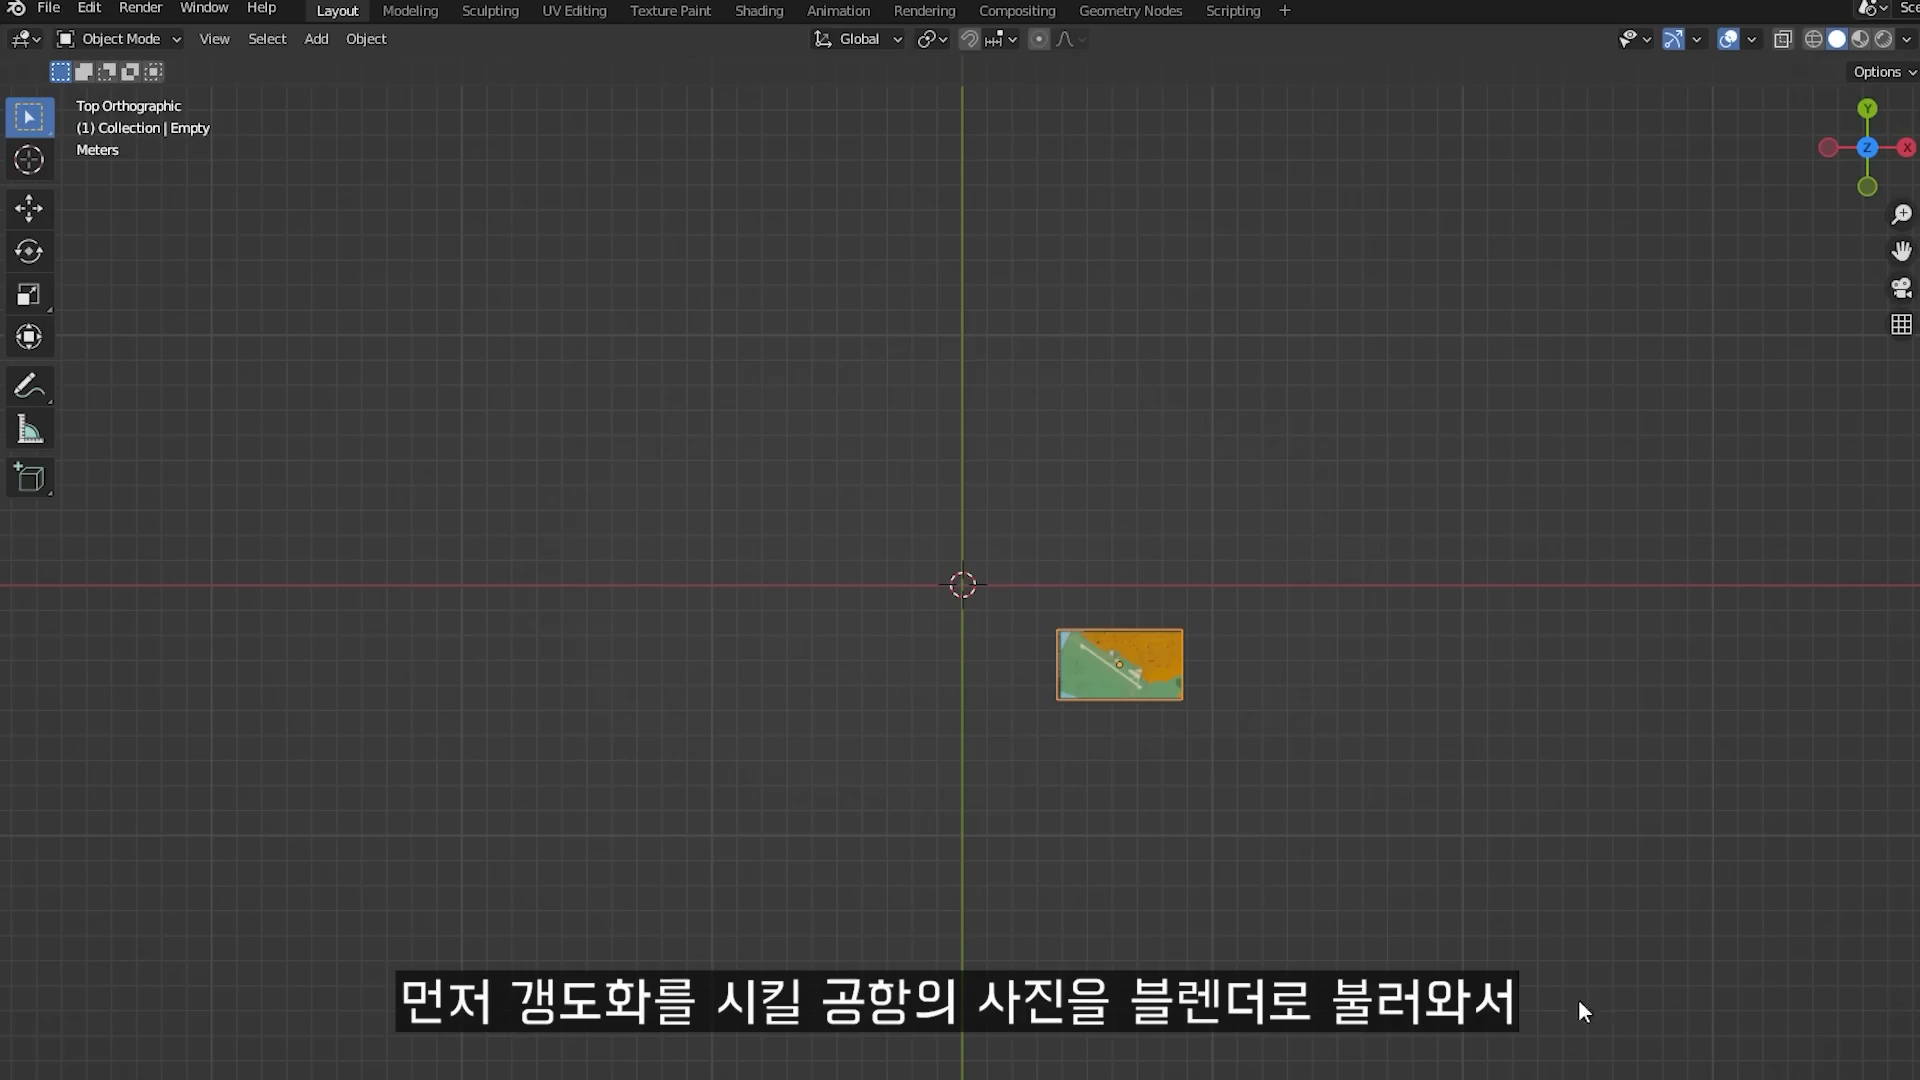 File Edit Render Window Help Layout Modeling Sculpting UV Editing Texture Paint Shading Animation Rendering Compositing Geometry Nodes Scripting + Sce
Object Mode View Select Add Object Global
Options
Top Orthographic
(1) Collection | Empty
Meters
Y
Z X
먼저 갱도화를 시킬 공항의 사진을 블렌더로 불러와서